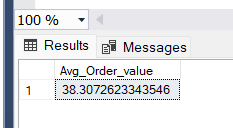 100 %
Results Messages
Avg_Order_value
1 38.3072623343546